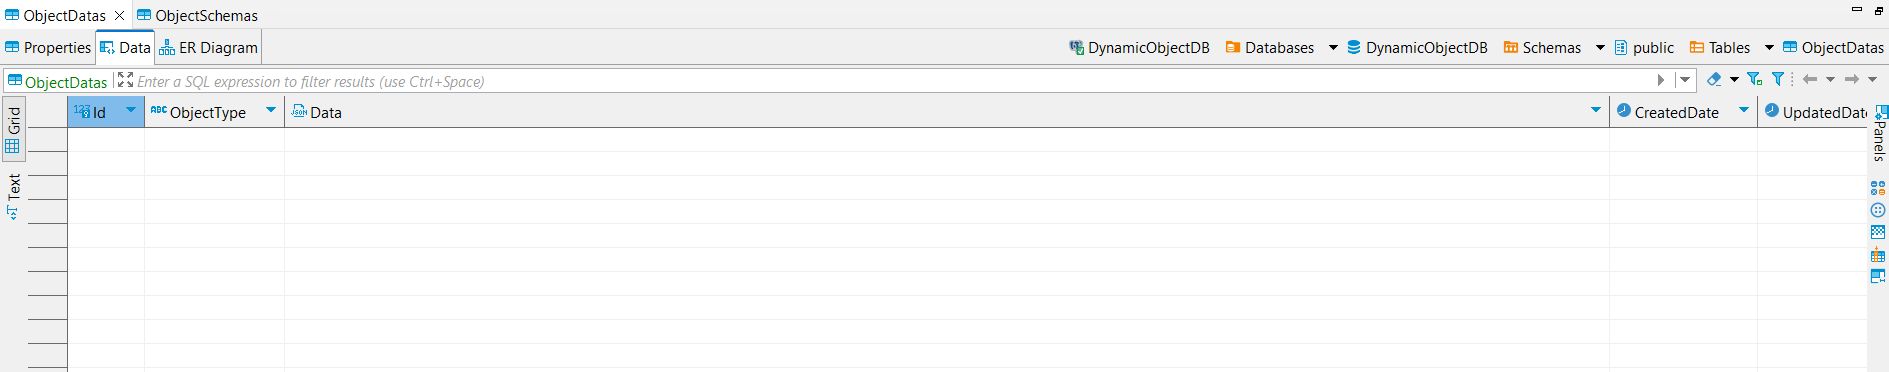 ObjectDatas ObjectSchemas
Properties Data ER Diagram DynamicObjectDB Databases DynamicObjectDB Schemas public Tables ObjectDatas
ObjectDatas Enter a SQL expression to filter results (use Ctrl+Space)
Grid
Text
123 Id ABC ObjectType JSON Data CreatedDate UpdatedDate
Panels